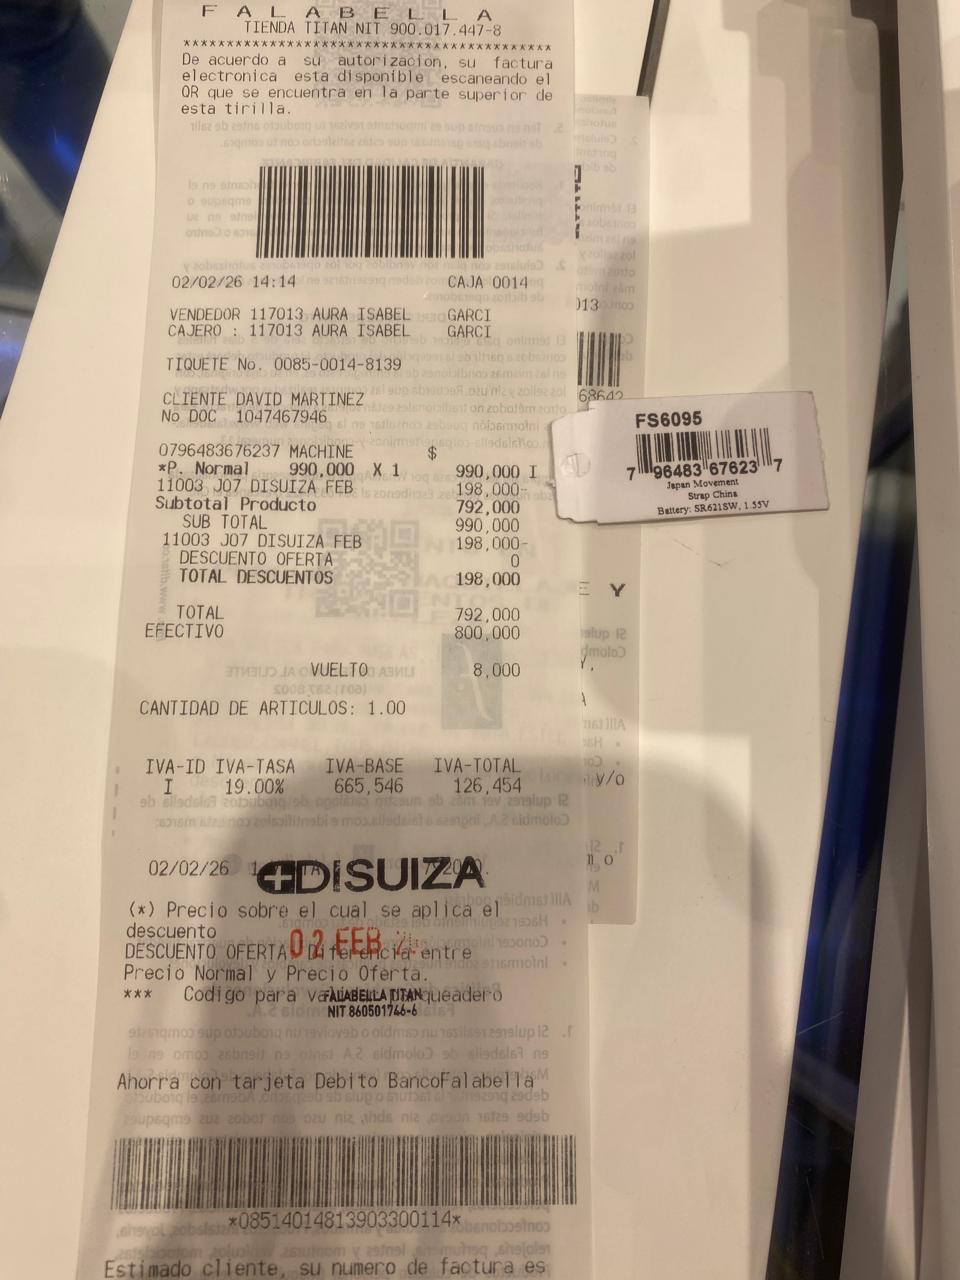 FALABELLA
TIENDA TITAN NIT 900.017.447-8
************************************************
De acuerdo a su autorizacion, su factura
electronica esta disponible escaneando el
QR que se encuentra en la parte superior de
esta tirilla.
02/02/26 14:14 CAJA 0014
VENDEDOR 117013 AURA ISABEL GARCI
CAJERO : 117013 AURA ISABEL GARCI
TIQUETE No. 0085-0014-8139
CLIENTE DAVID MARTINEZ
No DOC 1047467946
0796483676237 MACHINE $
*P. Normal 990,000 X 1 990,000 I
11003 J07 DISUIZA FEB 198,000-
Subtotal Producto 792,000
SUB TOTAL 990,000
11003 J07 DISUIZA FEB 198,000-
DESCUENTO OFERTA 0
TOTAL DESCUENTOS 198,000
TOTAL 792,000
EFECTIVO 800,000
VUELTO 8,000
CANTIDAD DE ARTICULOS: 1.00
IVA-ID IVA-TASA IVA-BASE IVA-TOTAL
I 19.00% 665,546 126,454
02/02/26
DISUIZA
(*) Precio sobre el cual se aplica el
descuento
DESCUENTO OFERTA: Diferencia entre
02 FEB
Precio Normal y Precio Oferta.
*** Codigo para parqueadero
FALABELLA TITAN
NIT 860501746-6
Ahorra con tarjeta Debito BancoFalabella
*08514014813903300114*
Estimado cliente, su numero de factura es
FS6095
7 96483 67623 7
Japan Movement
Strap China
Battery: SR621SW, 1.55V
013
68642
E Y
y/o